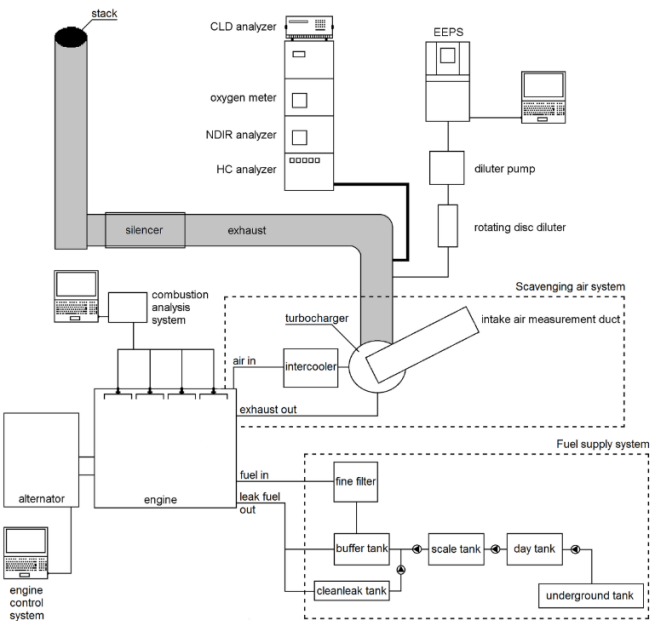 stack
CLD analyzer
EEPS
oxygen meter
NDIR analyzer
HC analyzer
diluter pump
rotating disc diluter
silencer
exhaust
Scavenging air system
combustion
analysis
system
turbocharger
intake air measurement duct
air in
intercooler
exhaust out
Fuel supply system
fuel in
fine filter
alternator
engine
leak fuel
out
buffer tank
scale tank
day tank
cleanleak tank
underground tank
engine
control
system